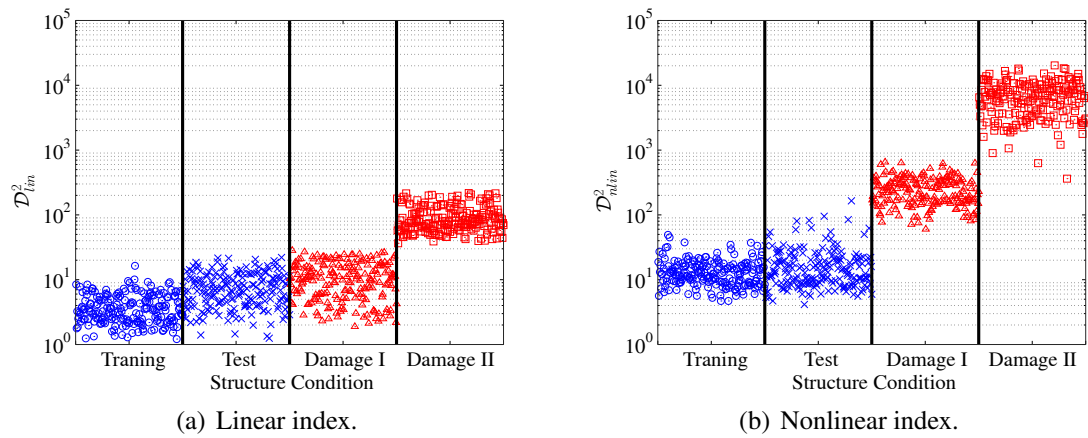 10^5
10^4
10^3
10^2
10^1
10^0
𝒟²_lin
Traning Test Damage I Damage II
Structure Condition
(a) Linear index.
10^5
10^4
10^3
10^2
10^1
10^0
𝒟²_nlin
Traning Test Damage I Damage II
Structure Condition
(b) Nonlinear index.